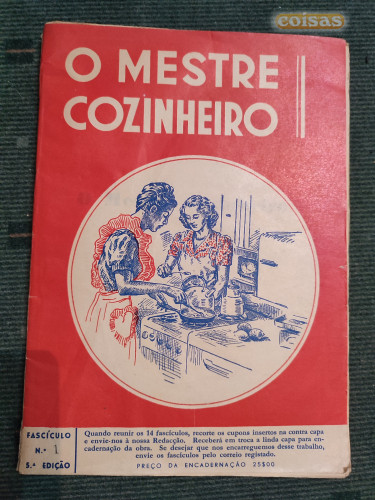 coisas
O MESTRE
COZINHEIRO
FASCÍCULO
N.º 1
5.ª EDIÇÃO
Quando reunir os 14 fascículos, recorte os cupons insertos na contra capa
e envie-nos à nossa Redacção. Receberá em troca a linda capa para en-
cadernação da obra. Se desejar que nos encarreguemos desse trabalho,
envie os fascículos pelo correio registado.
PREÇO DA ENCADERNAÇÃO 25$00